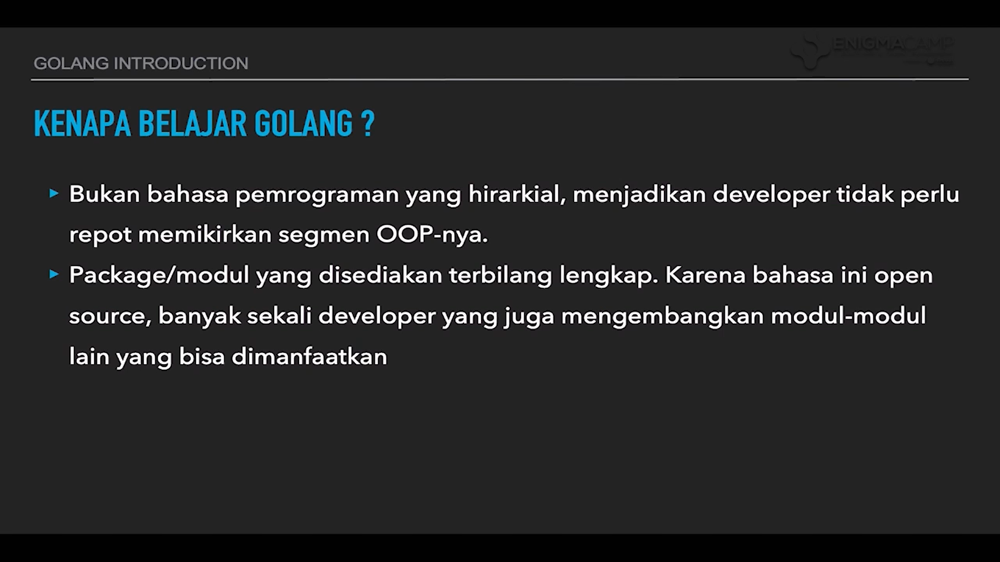 ENIGMACAMP
GOLANG INTRODUCTION
KENAPA BELAJAR GOLANG ?
Bukan bahasa pemrograman yang hirarkial, menjadikan developer tidak perlu
repot memikirkan segmen OOP-nya.
Package/modul yang disediakan terbilang lengkap. Karena bahasa ini open
source, banyak sekali developer yang juga mengembangkan modul-modul
lain yang bisa dimanfaatkan